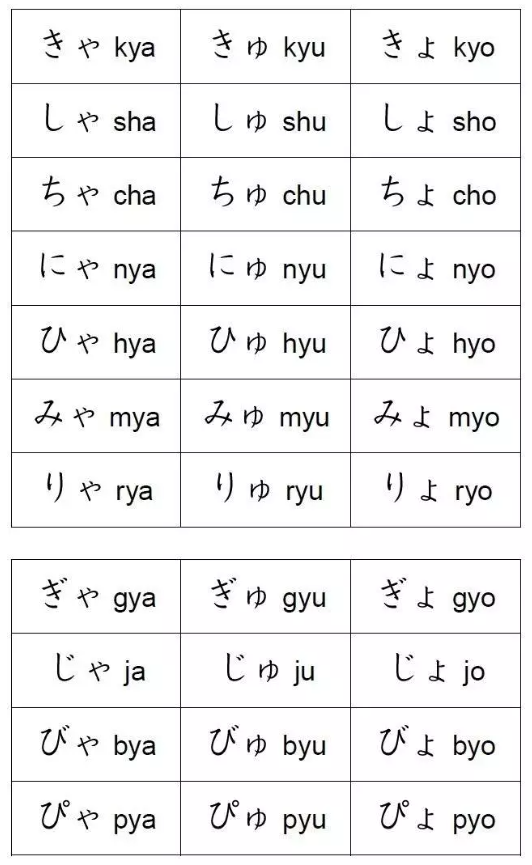 きゃ kya きゅ kyu きょ kyo
しゃ sha しゅ shu しょ sho
ちゃ cha ちゅ chu ちょ cho
にゃ nya にゅ nyu にょ nyo
ひゃ hya ひゅ hyu ひょ hyo
みゃ mya みゅ myu みょ myo
りゃ rya りゅ ryu りょ ryo
ぎゃ gya ぎゅ gyu ぎょ gyo
じゃ ja じゅ ju じょ jo
びゃ bya びゅ byu びょ byo
ぴゃ pya ぴゅ pyu ぴょ pyo